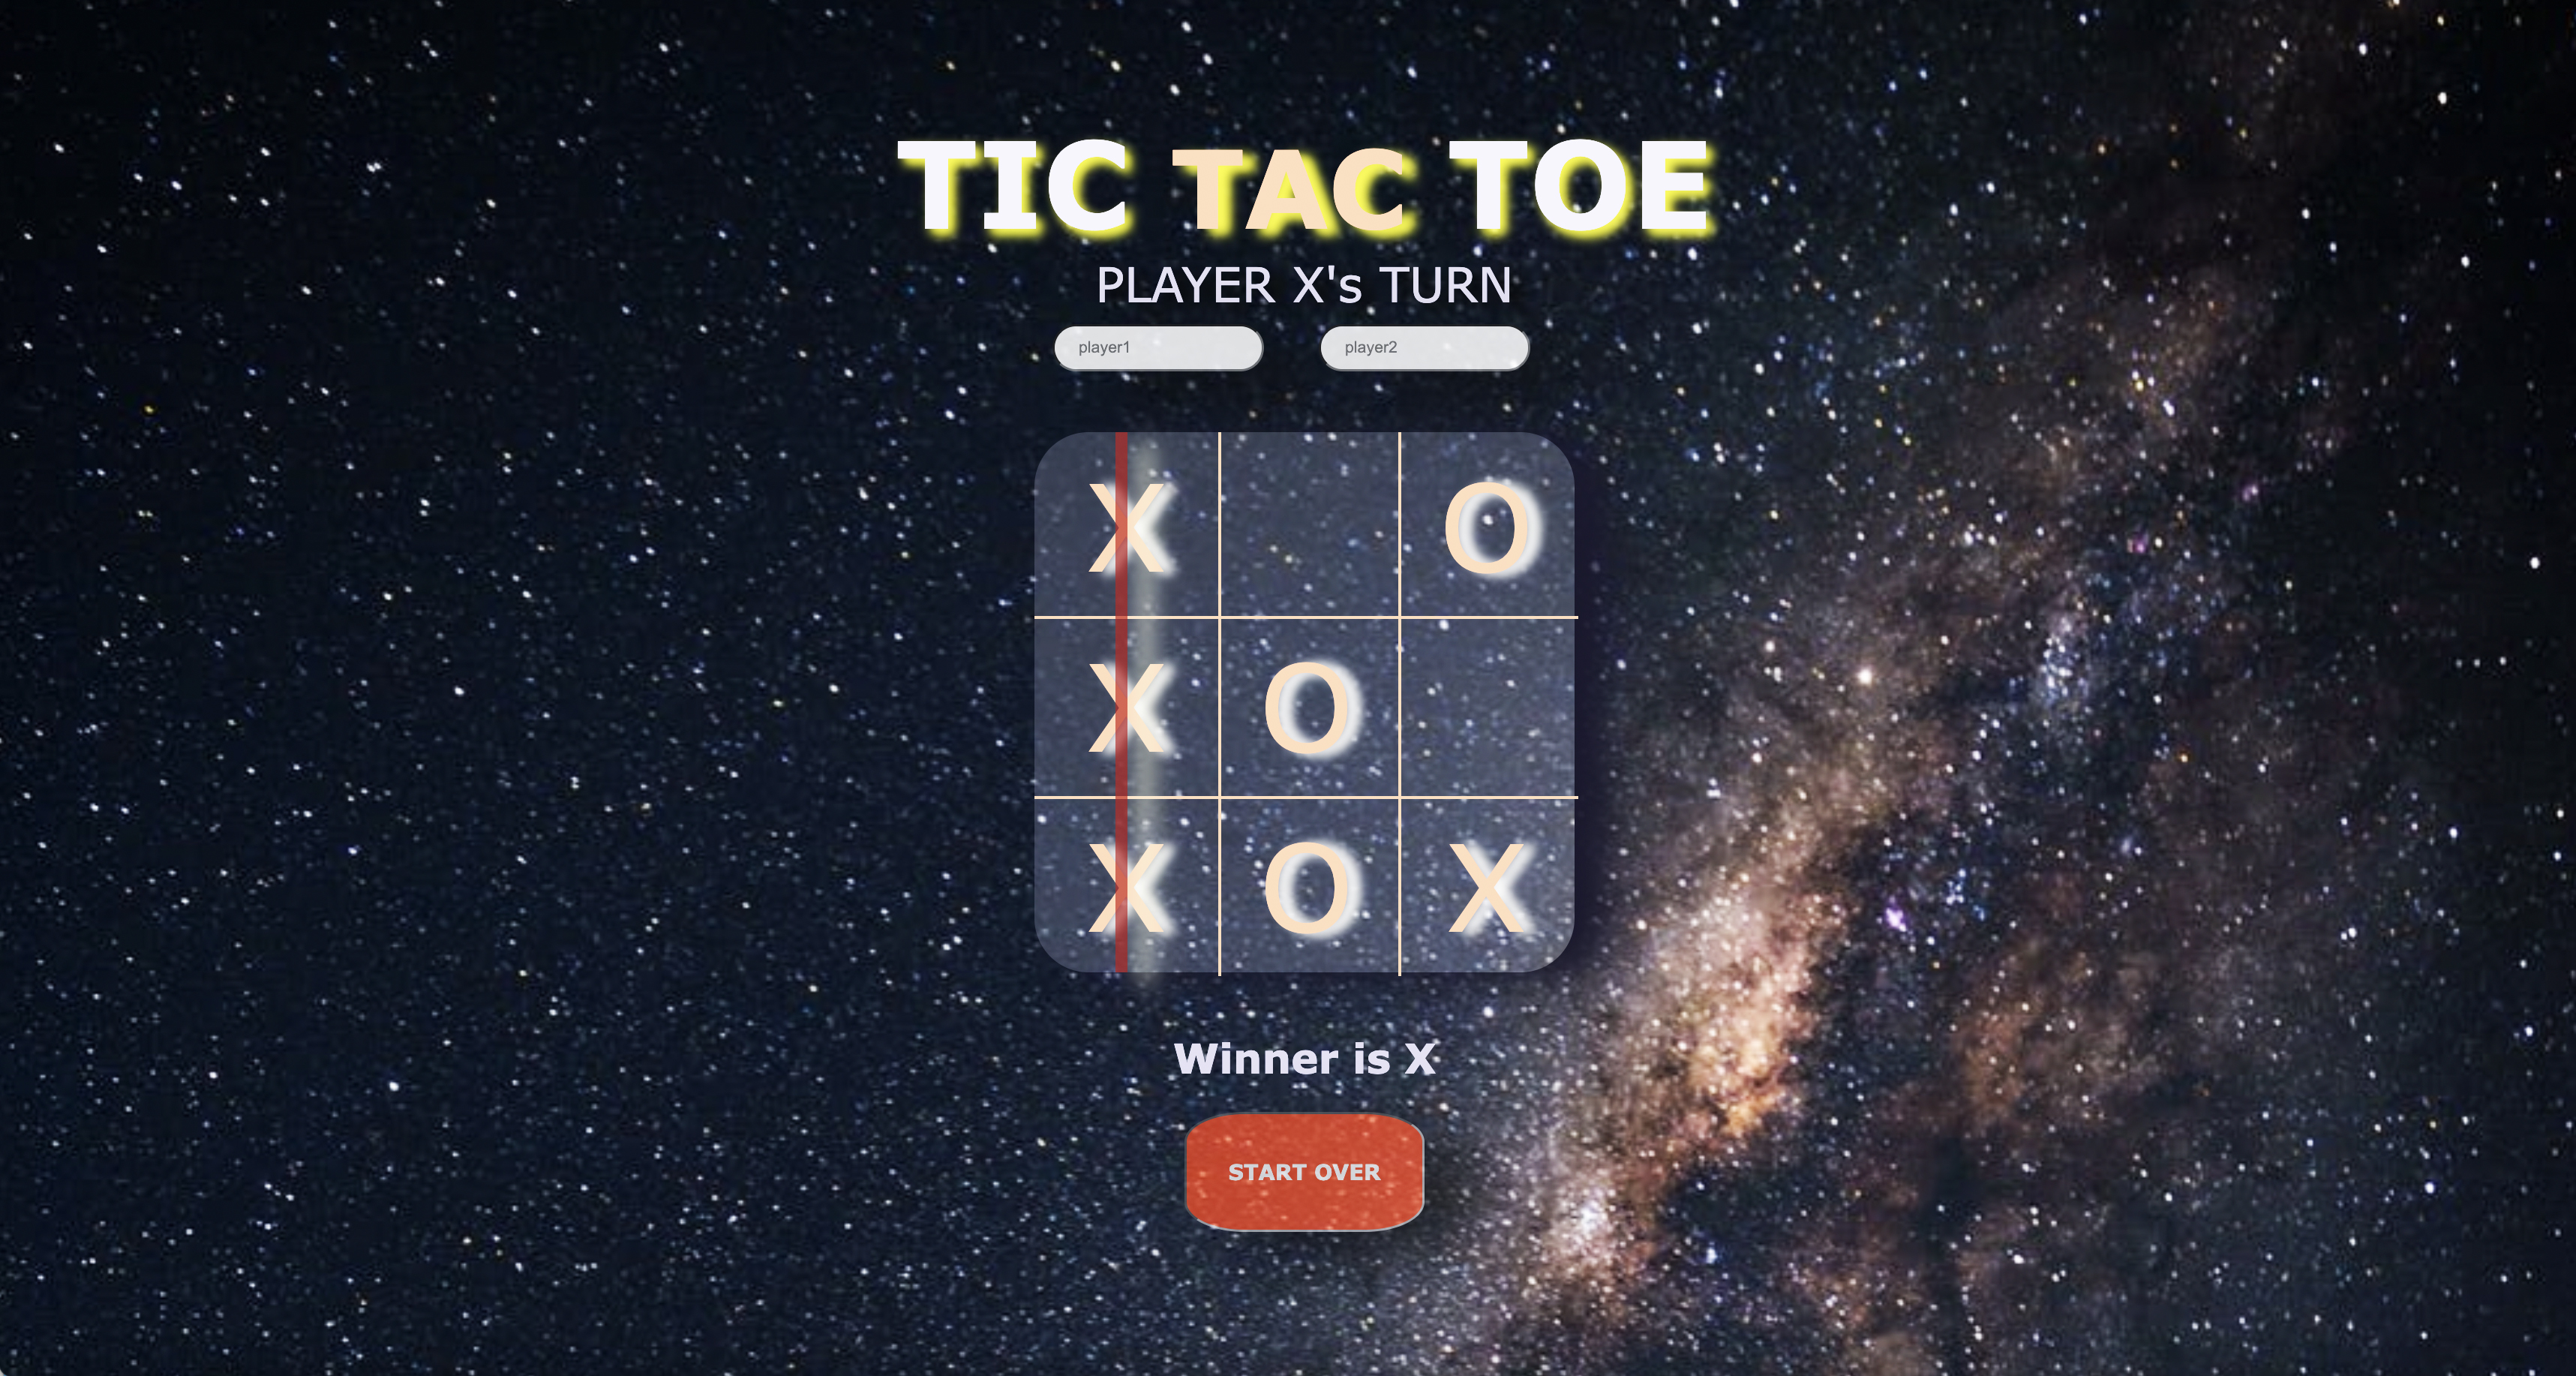 TIC TAC TOE
PLAYER X's TURN
player1 player2
X O
X O
X O X
Winner is X
START OVER